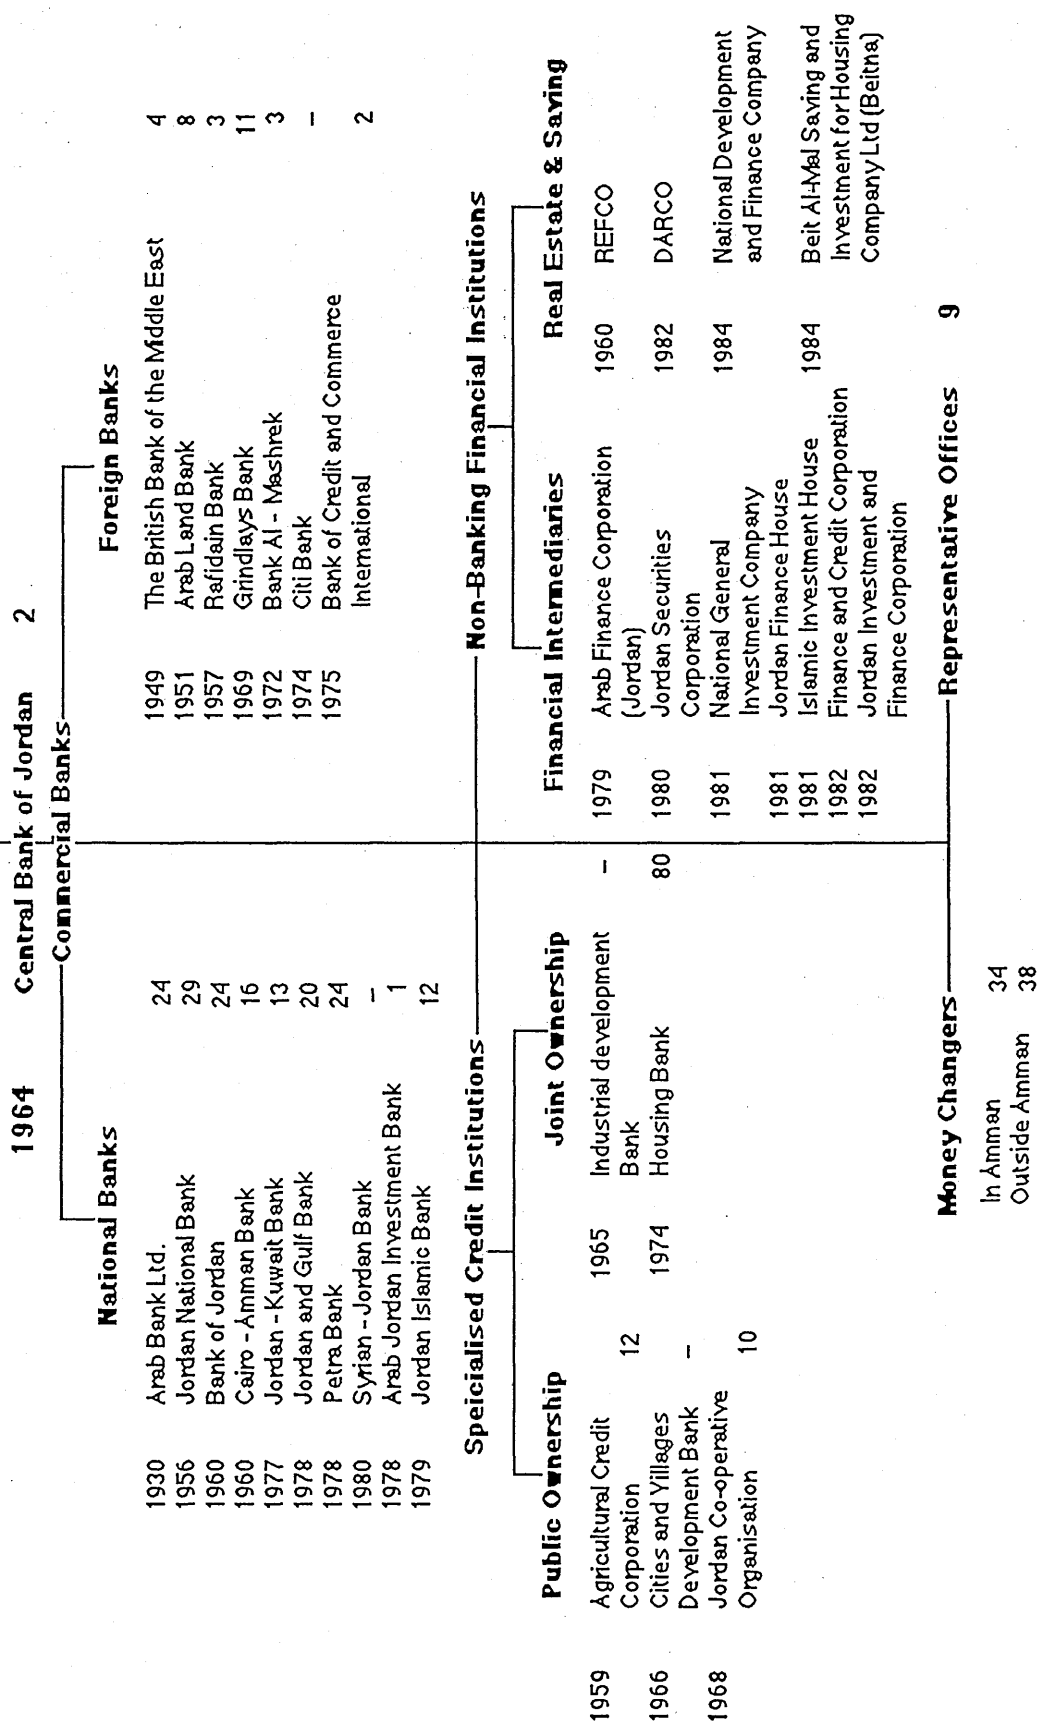 1964 Central Bank of Jordan 2
Commercial Banks
National Banks
1930 Arab Bank Ltd. 24
1956 Jordan National Bank 29
1960 Bank of Jordan 24
1960 Cairo - Amman Bank 16
1977 Jordan - Kuwait Bank 13
1978 Jordan and Gulf Bank 20
1978 Petra Bank 24
1980 Syrian - Jordan Bank –
1978 Arab Jordan Investment Bank 1
1979 Jordan Islamic Bank 12
Foreign Banks
1949 The British Bank of the Middle East 4
1951 Arab Land Bank 8
1957 Rafidain Bank 3
1969 Grindlays Bank 11
1972 Bank Al - Mashrek 3
1974 Citi Bank –
1975 Bank of Credit and Commerce
International 2
Speicialised Credit Institutions
Public Ownership
1959 Agricultural Credit
Corporation 12
1966 Cities and Villages
Development Bank –
1968 Jordan Co-operative
Organisation 10
Joint Ownership
1965 Industrial development –
Bank
1974 Housing Bank 80
Non-Banking Financial Institutions
Financial Intermediaries
1979 Arab Finance Corporation
(Jordan)
1980 Jordan Securities
Corporation
1981 National General
Investment Company
1981 Jordan Finance House
1981 Islamic Investment House
1982 Finance and Credit Corporation
1982 Jordan Investment and
Finance Corporation
Real Estate & Saving
1960 REFCO
1982 DARCO
1984 National Development
and Finance Company
1984 Beit Al-Mal Saving and
Investment for Housing
Company Ltd (Beitna)
Money Changers
In Amman 34
Outside Amman 38
Representative Offices 9